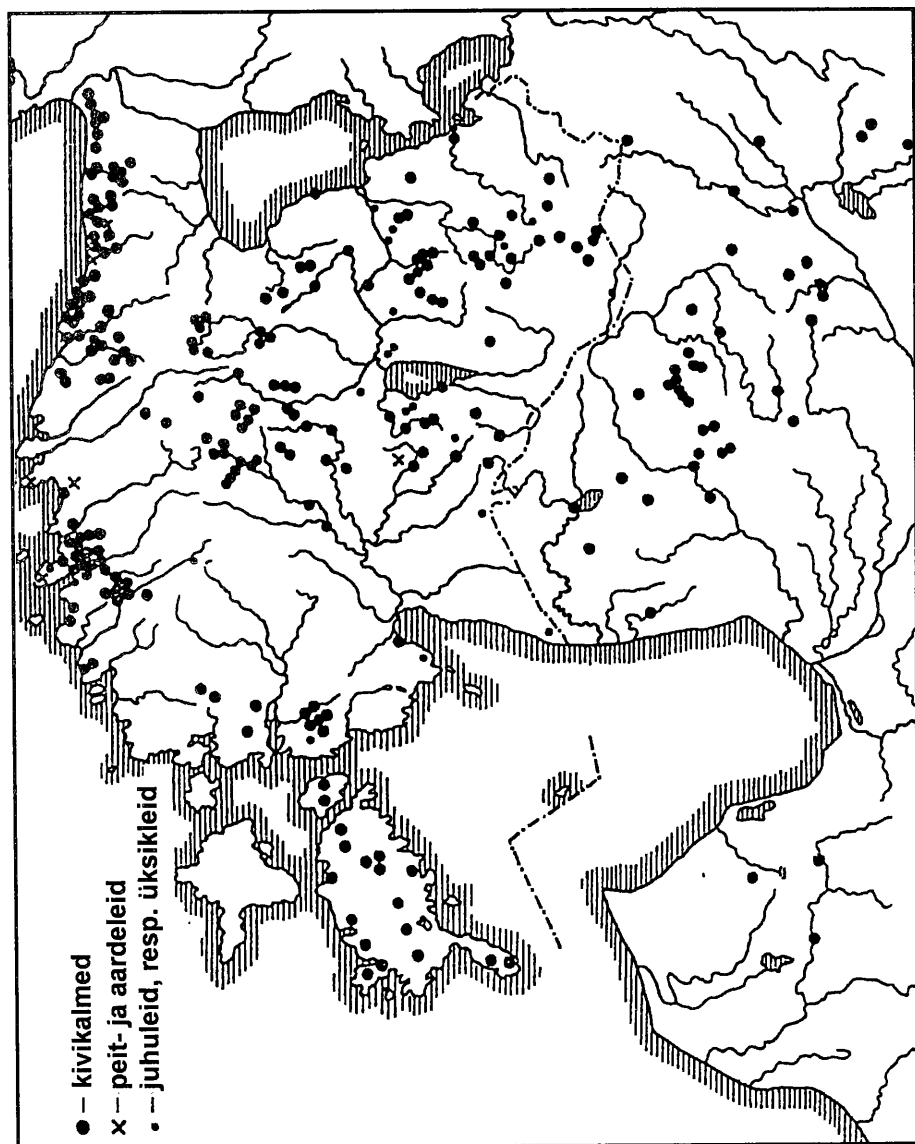 ● – kivikalmed
× – peit- ja aardeleid
• – juhuleid, resp. üksikleid